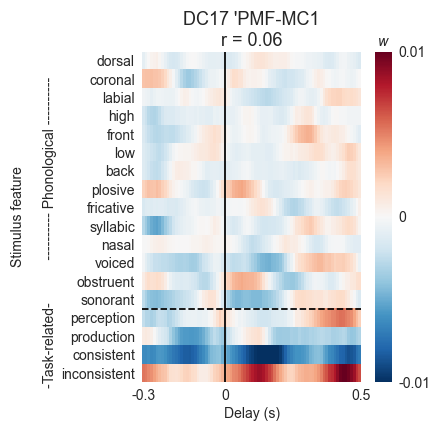 DC17 'PMF-MC1
r = 0.06
w
Stimulus feature
---------- Phonological ----------
-Task-related-
dorsal
coronal
labial
high
front
low
back
plosive
fricative
syllabic
nasal
voiced
obstruent
sonorant
perception
production
consistent
inconsistent
-0.3
0
0.5
Delay (s)
0.01
0
-0.01